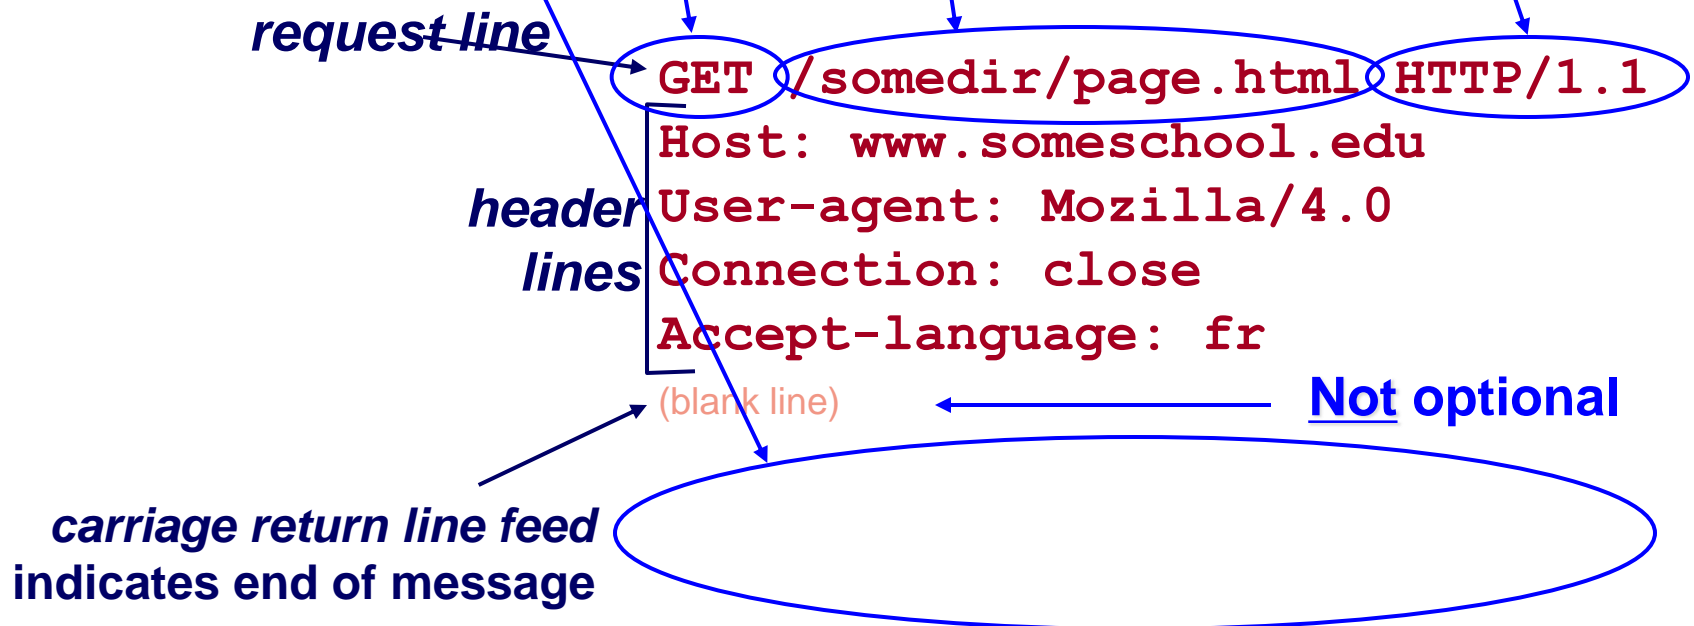 request line
GET /somedir/page.html HTTP/1.1
Host: www.someschool.edu
header
User-agent: Mozilla/4.0
lines
Connection: close
Accept-language: fr
(blank line)
Not optional
carriage return line feed
indicates end of message